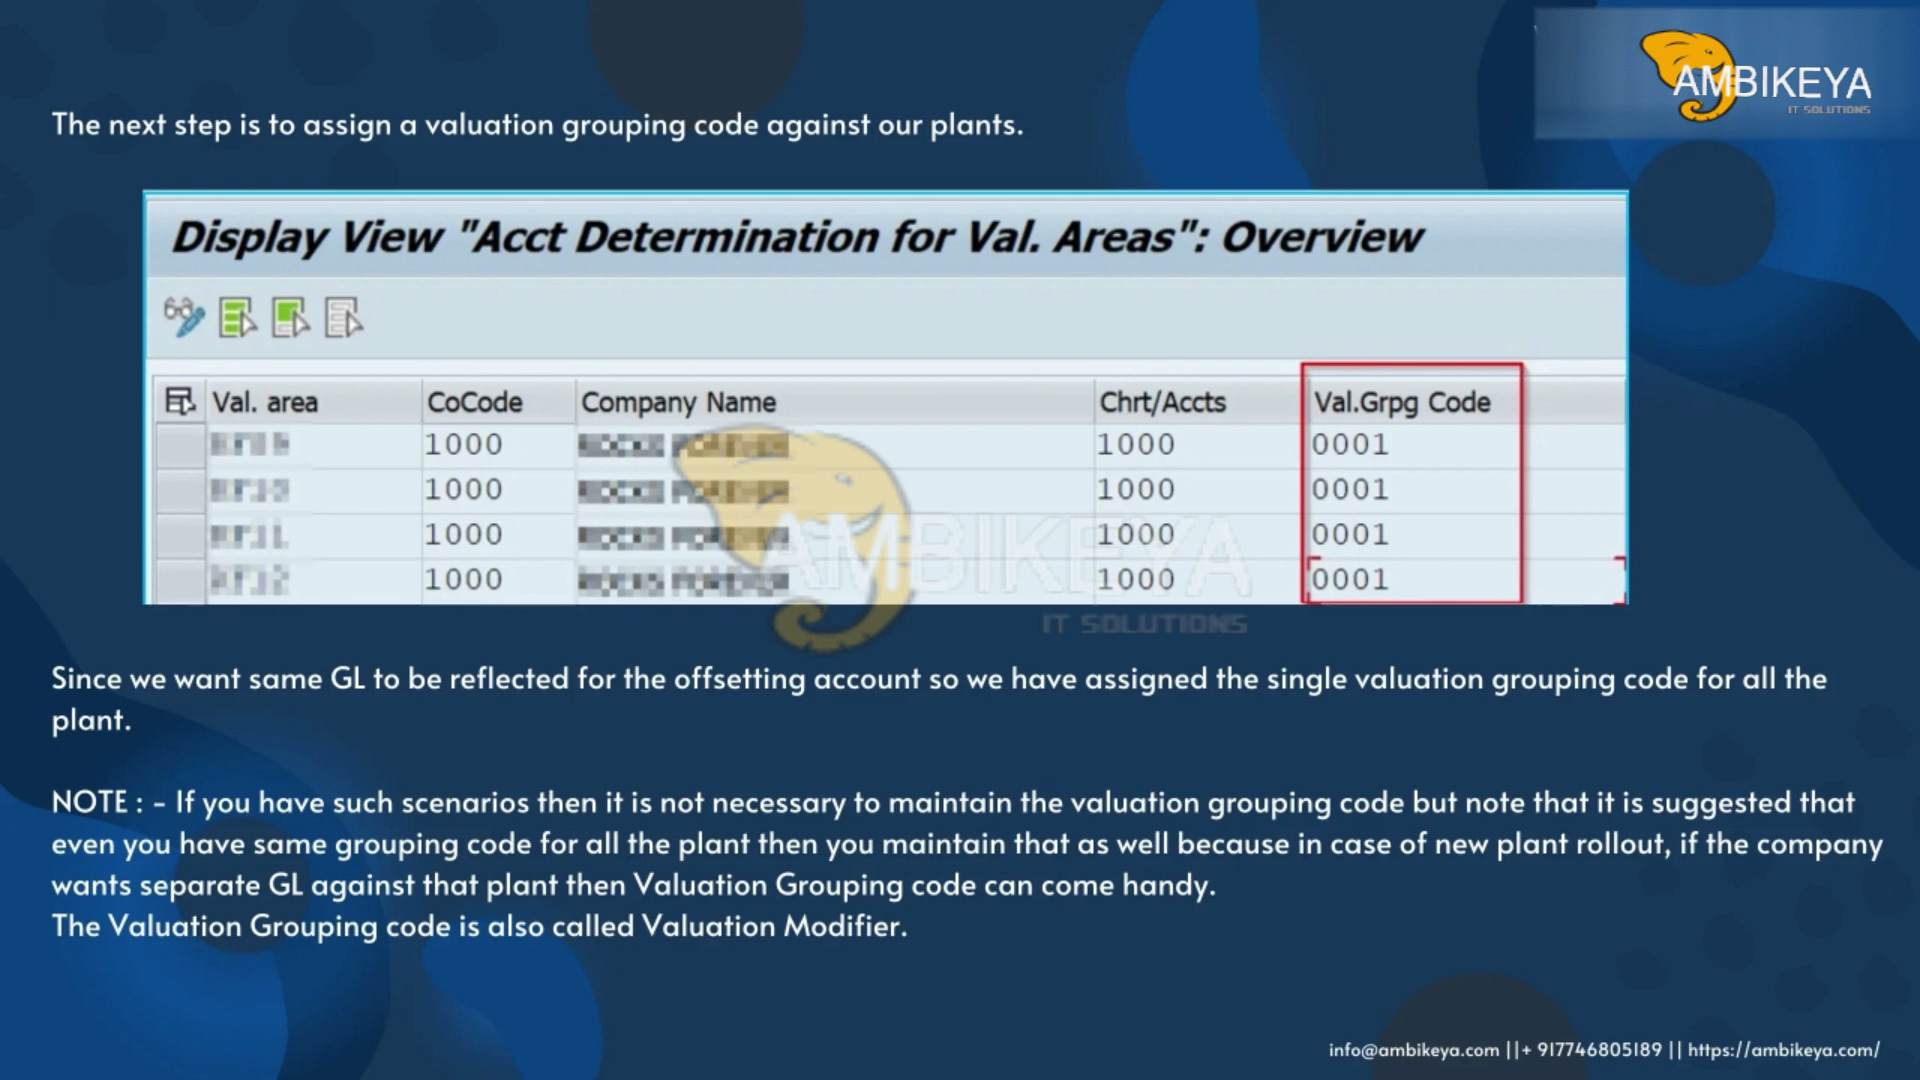 AMBIKEYA
IT SOLUTIONS
The next step is to assign a valuation grouping code against our plants.
Display View "Acct Determination for Val. Areas": Overview
Val. area CoCode Company Name Chrt/Accts Val.Grpg Code
1000 1000 0001
1000 1000 0001
1000 1000 0001
1000 1000 0001
AMBIKEYA
IT SOLUTIONS
Since we want same GL to be reflected for the offsetting account so we have assigned the single valuation grouping code for all the
plant.
NOTE : - If you have such scenarios then it is not necessary to maintain the valuation grouping code but note that it is suggested that
even you have same grouping code for all the plant then you maintain that as well because in case of new plant rollout, if the company
wants separate GL against that plant then Valuation Grouping code can come handy.
The Valuation Grouping code is also called Valuation Modifier.
info@ambikeya.com ||+ 917746805189 || https://ambikeya.com/